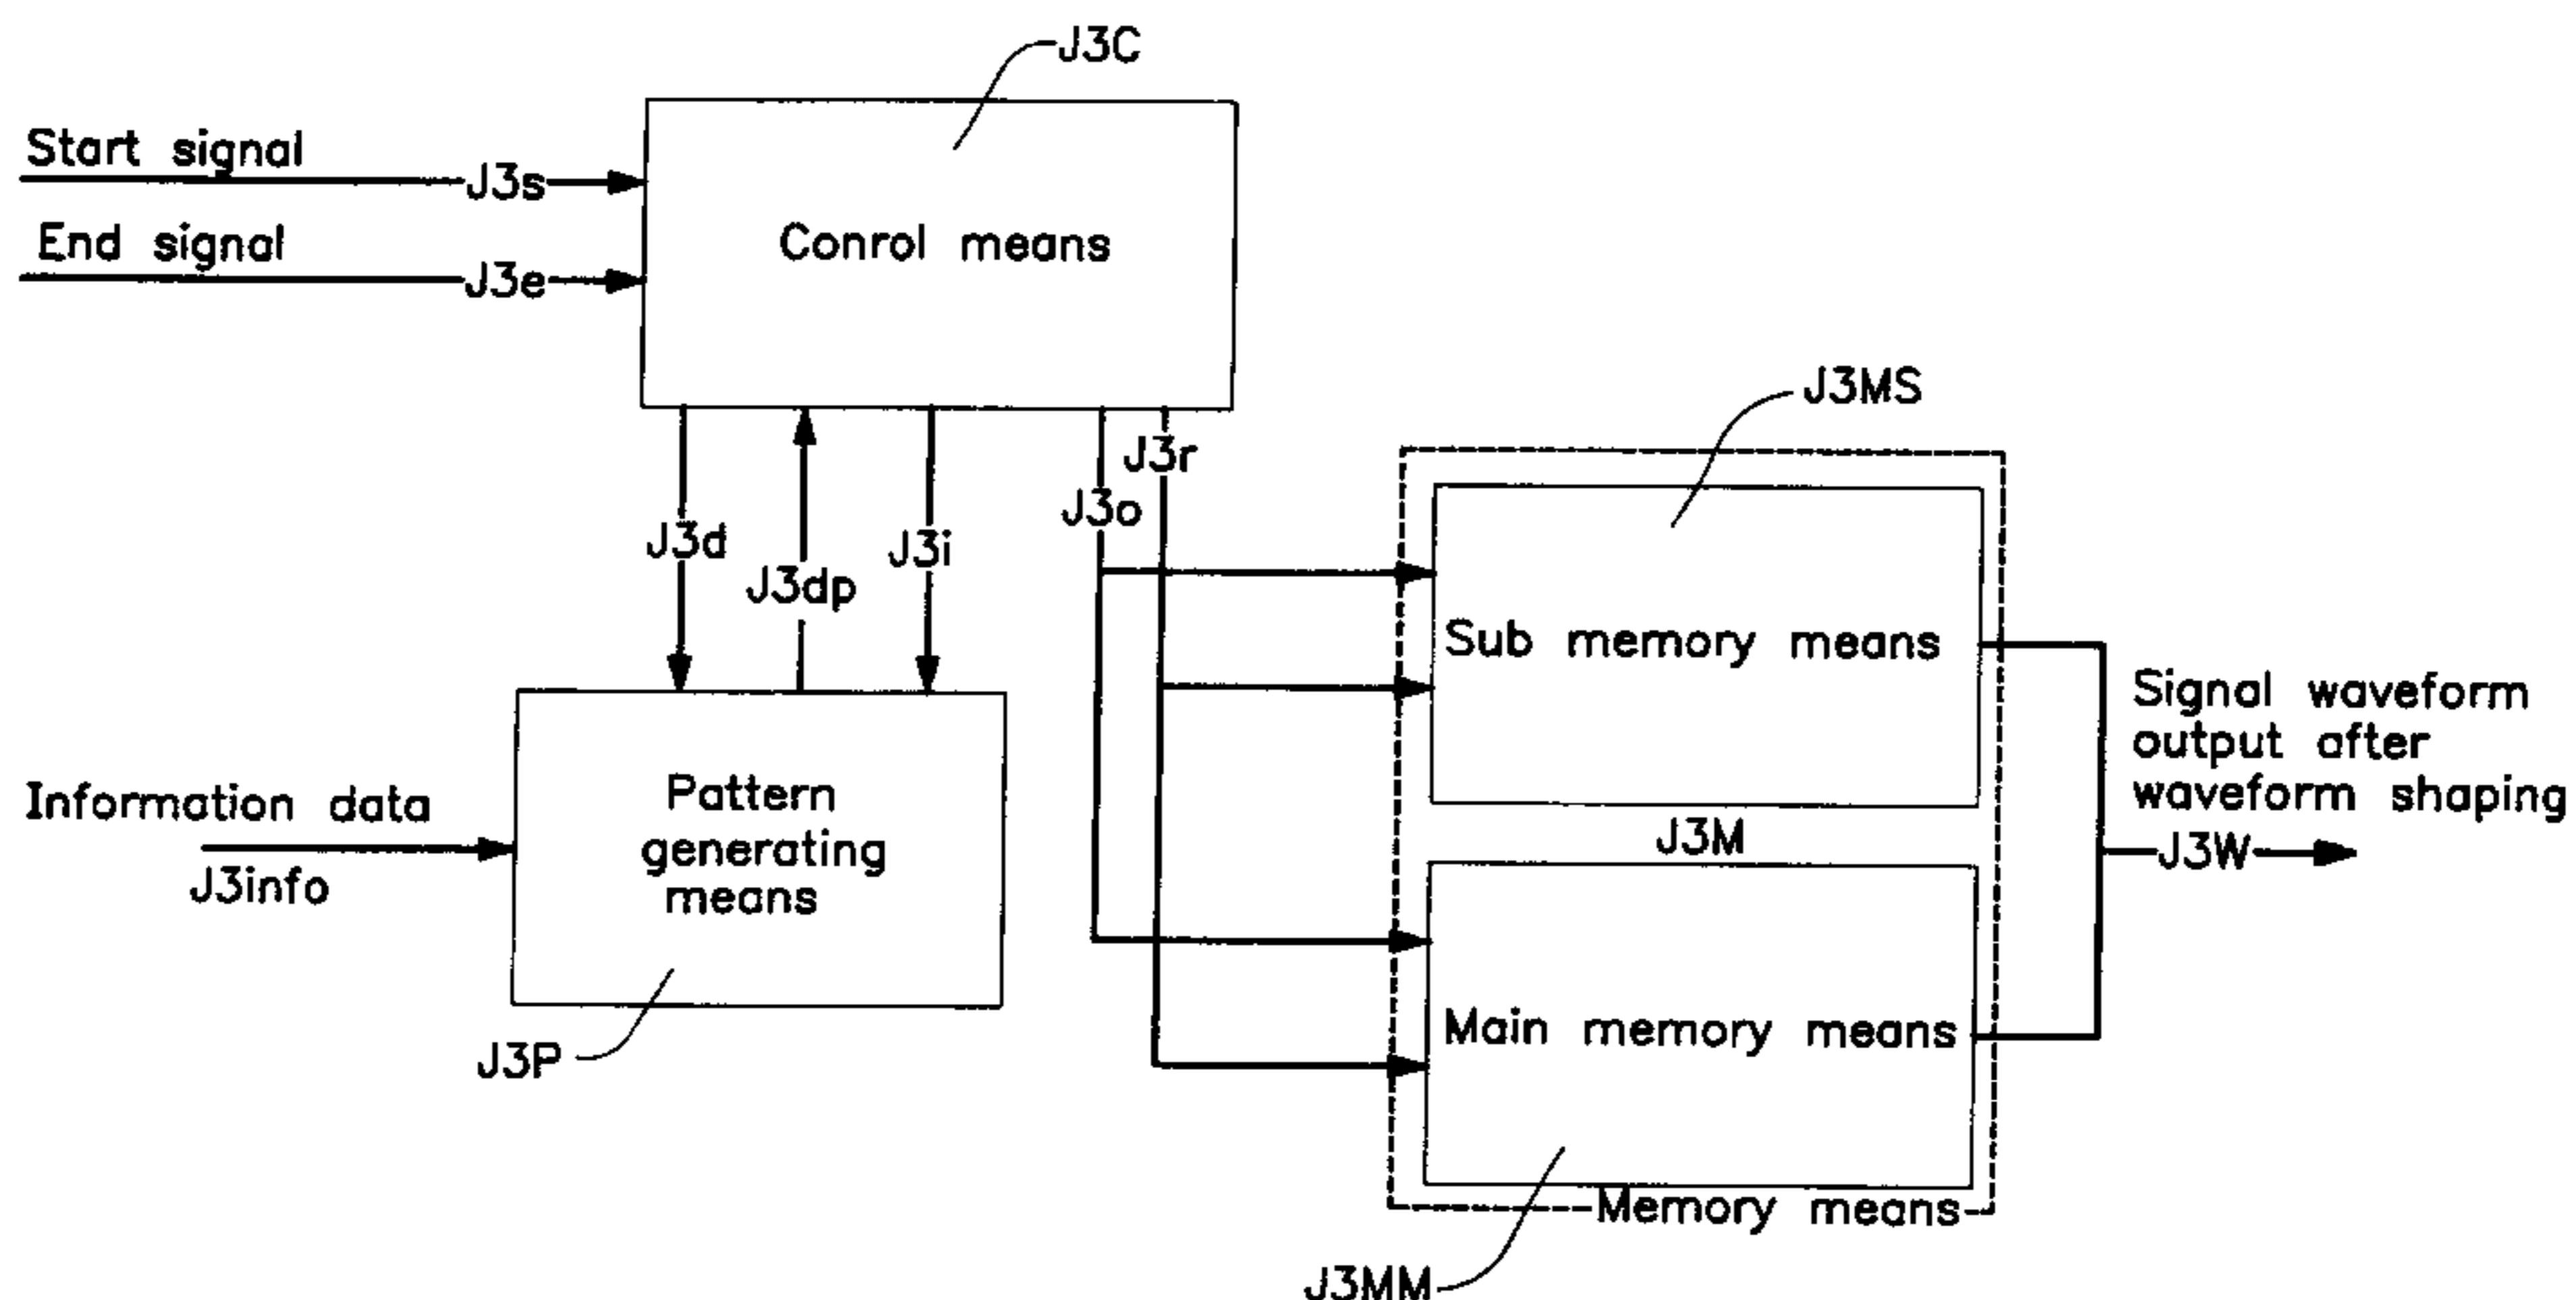 J3C
Start signal
J3s
End signal
J3e
Conrol means
J3d
J3dp
J3i
J3r
J3o
J3MS
Sub memory means
J3M
Main memory means
Memory means
J3MM
Signal waveform
output after
waveform shaping
J3W
Information data
J3info
Pattern
generating
means
J3P